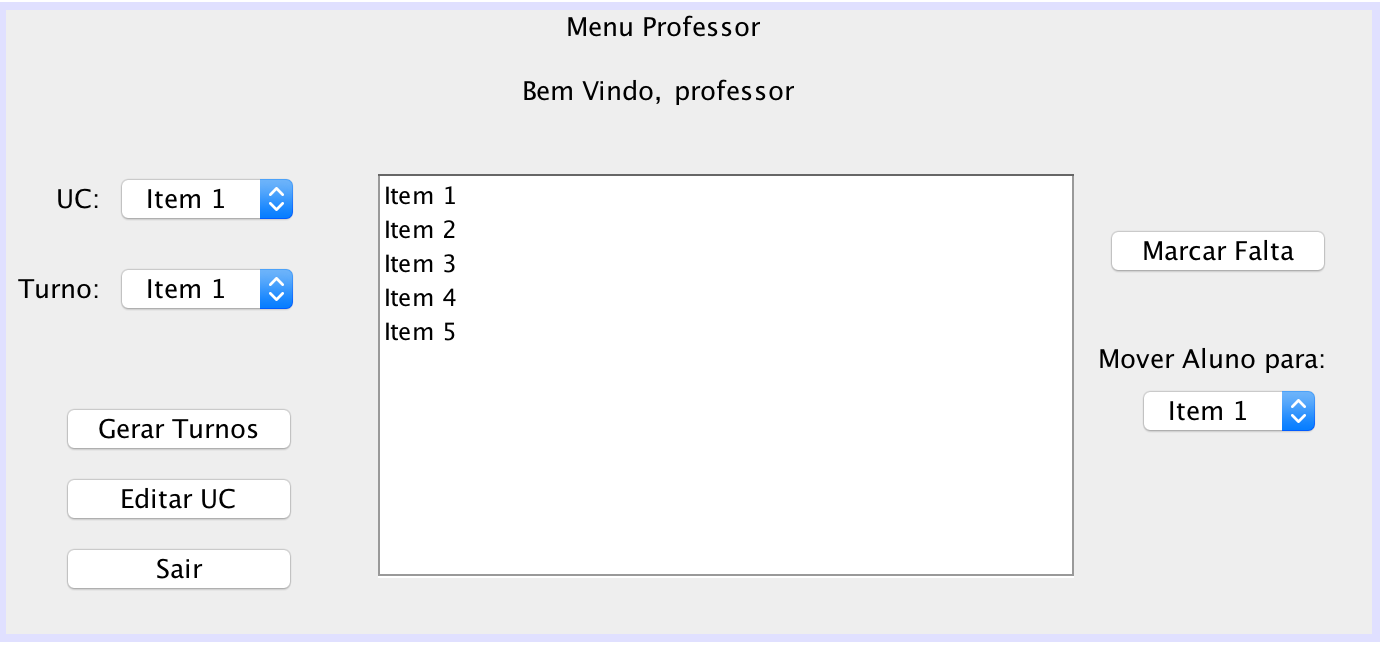 Menu Professor
Bem Vindo, professor
UC: Item 1
Turno: Item 1
Gerar Turnos
Editar UC
Sair
Item 1
Item 2
Item 3
Item 4
Item 5
Marcar Falta
Mover Aluno para:
Item 1